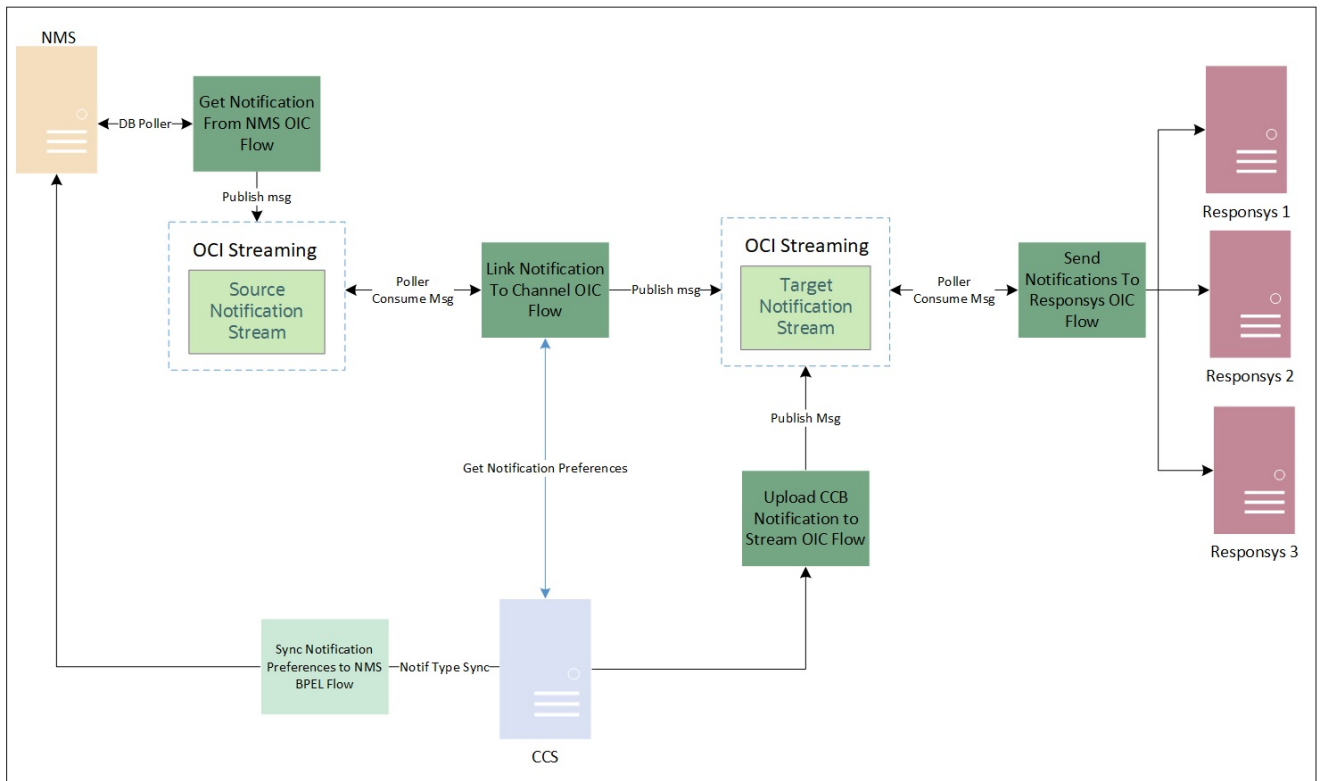 NMS
DB Poller
Get Notification
From NMS OIC
Flow
Publish msg
OCI Streaming
Source
Notification
Stream
Poller
Consume Msg
Link Notification
To Channel OIC
Flow
Publish msg
OCI Streaming
Target
Notification
Stream
Poller
Consume Msg
Send
Notifications To
Responsys OIC
Flow
Responsys 1
Responsys 2
Responsys 3
Publish Msg
Get Notification Preferences
Upload CCB
Notification to
Stream OIC Flow
Sync Notification
Preferences to NMS
BPEL Flow
Notif Type Sync
CCS